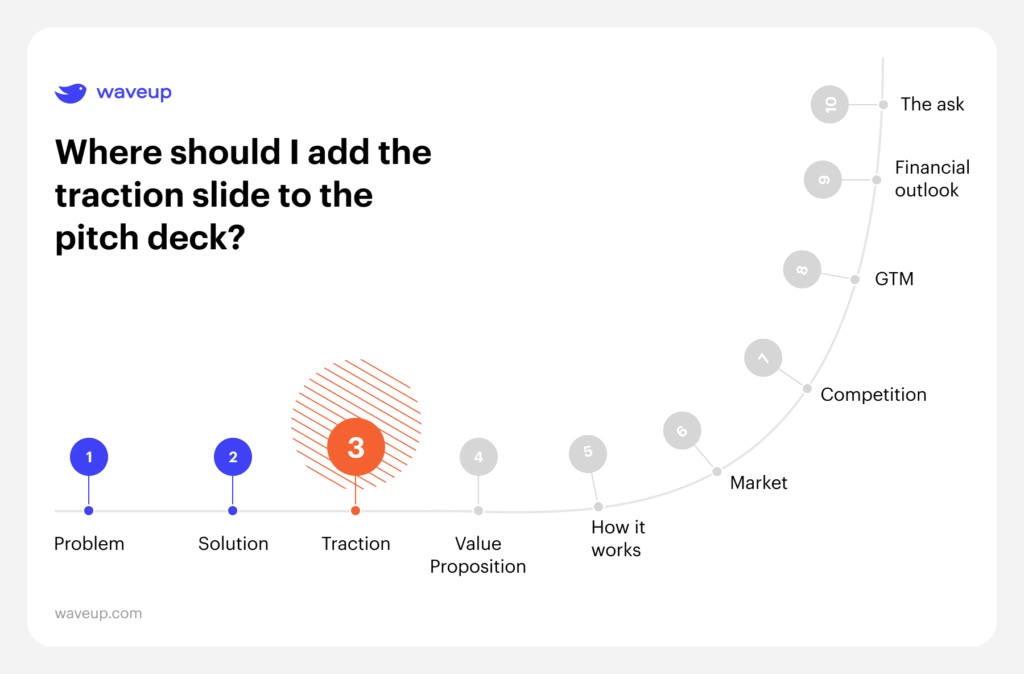 waveup
Where should I add the
traction slide to the
pitch deck?
1
Problem
2
Solution
3
Traction
4
Value
Proposition
5
How it
works
6
Market
7
Competition
8
GTM
9
Financial
outlook
10
The ask
waveup.com